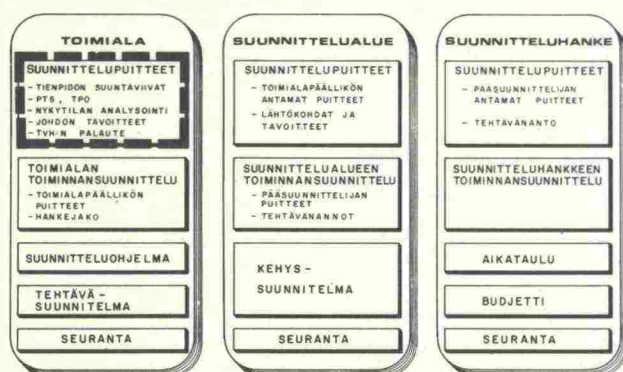 TOIMIALA
SUUNNITTELUPUITTEET
- TIENPIDON SUUNTAVIIVAT
- PTS, TPO
- NYKYTILAN ANALYSOINTI
- JOHDON TAVOITTEET
- TVH:N PALAUTE
TOIMIALAN
TOIMINNANSUUNNITTELU
- TOIMIALAPÄÄLLIKÖN
PUITTEET
- HANKEJAKO
SUUNNITTELUOHJELMA
TEHTÄVÄ-
SUUNNITELMA
SEURANTA
SUUNNITTELUALUE
SUUNNITTELUPUITTEET
- TOIMIALAPÄÄLLIKÖN
ANTAMAT PUITTEET
- LÄHTÖKOHDAT JA
TAVOITTEET
SUUNNITTELUALUEEN
TOIMINNANSUUNNITTELU
- PÄÄSUUNNITTELIJAN
PUITTEET
- TEHTÄVÄNANNOT
KEHYS-
SUUNNITELMA
SEURANTA
SUUNNITTELUHANKE
SUUNNITTELUPUITTEET
- PÄÄSUUNNITTELIJAN
ANTAMAT PUITTEET
- TEHTÄVÄNANTO
SUUNNITTELUHANKKEEN
TOIMINNANSUUNNITTELU
AIKATAULU
BUDJETTI
SEURANTA